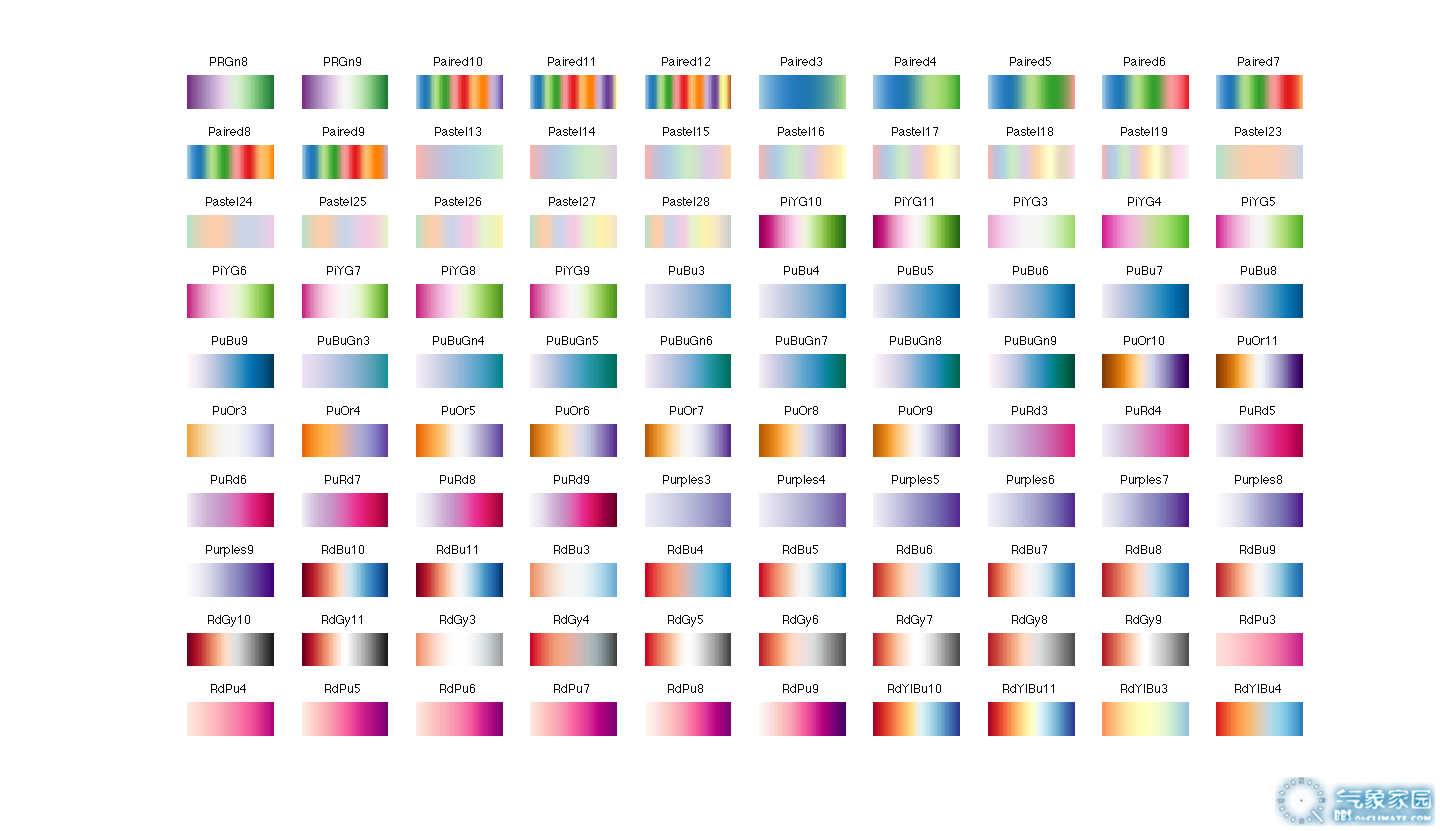 PRGn8 PRGn9 Paired10 Paired11 Paired12 Paired3 Paired4 Paired5 Paired6 Paired7
Paired8 Paired9 Pastel13 Pastel14 Pastel15 Pastel16 Pastel17 Pastel18 Pastel19 Pastel23
Pastel24 Pastel25 Pastel26 Pastel27 Pastel28 PiYG10 PiYG11 PiYG3 PiYG4 PiYG5
PiYG6 PiYG7 PiYG8 PiYG9 PuBu3 PuBu4 PuBu5 PuBu6 PuBu7 PuBu8
PuBu9 PuBuGn3 PuBuGn4 PuBuGn5 PuBuGn6 PuBuGn7 PuBuGn8 PuBuGn9 PuOr10 PuOr11
PuOr3 PuOr4 PuOr5 PuOr6 PuOr7 PuOr8 PuOr9 PuRd3 PuRd4 PuRd5
PuRd6 PuRd7 PuRd8 PuRd9 Purples3 Purples4 Purples5 Purples6 Purples7 Purples8
Purples9 RdBu10 RdBu11 RdBu3 RdBu4 RdBu5 RdBu6 RdBu7 RdBu8 RdBu9
RdGy10 RdGy11 RdGy3 RdGy4 RdGy5 RdGy6 RdGy7 RdGy8 RdGy9 RdPu3
RdPu4 RdPu5 RdPu6 RdPu7 RdPu8 RdPu9 RdYlBu10 RdYlBu11 RdYlBu3 RdYlBu4
气象家园
BBS.06CLIMATE.COM